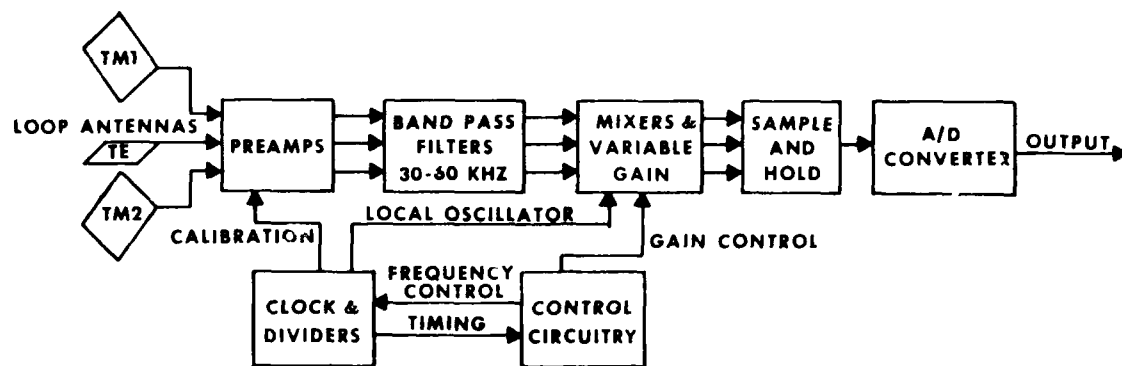 TM1
LOOP ANTENNAS
TE
TM2
PREAMPS
BAND PASS
FILTERS
30-60 KHZ
MIXERS &
VARIABLE
GAIN
SAMPLE
AND
HOLD
A/D
CONVERTER
OUTPUT
CALIBRATION
LOCAL OSCILLATOR
GAIN CONTROL
CLOCK &
DIVIDERS
FREQUENCY
CONTROL
TIMING
CONTROL
CIRCUITRY